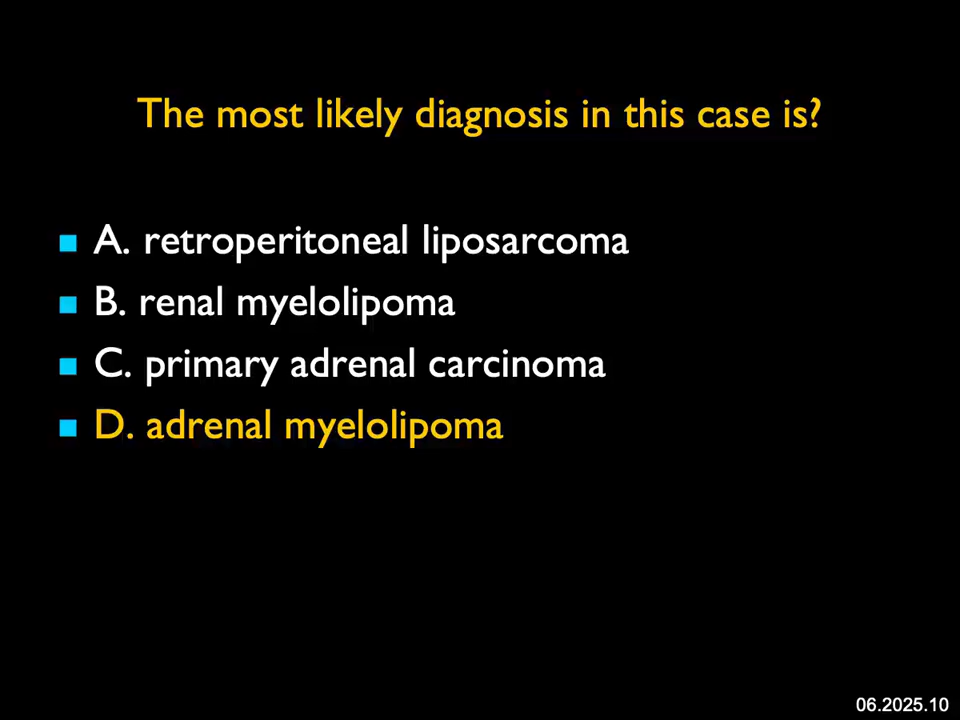 The most likely diagnosis in this case is?
A. retroperitoneal liposarcoma
B. renal myelolipoma
C. primary adrenal carcinoma
D. adrenal myelolipoma
06.2025.10